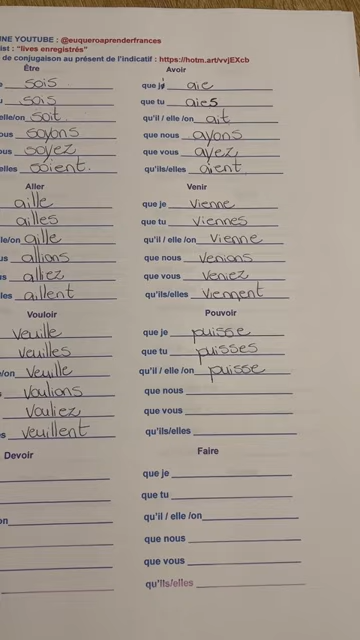 NE YOUTUBE : @euqueroaprenderfrances
ist : "lives enregistrés"
de conjugaison au présent de l'indicatif : https://hotm.art/vvjEXcb
Être
sois
sois
elle/on soit
ous soyons
ous soyez
elles soient.
Avoir
que j' aie
que tu aies
qu'il / elle /on ait
que nous ayons
que vous ayez
qu'ils/elles aient
Aller
aille
ailles
le/on aille
us allions
s alliez
les aillent
Venir
que je vienne
que tu viennes
qu'il / elle /on vienne
que nous venions
que vous veniez
qu'ils/elles viennent
Vouloir
veuille
veuilles
/on veuille
voulions
vouliez
s veuillent
Pouvoir
que je puisse
que tu puisses
qu'il / elle /on puisse
que nous
que vous
qu'ils/elles
Devoir
on
Faire
que je
que tu
qu'il / elle /on
que nous
que vous
qu'ils/elles